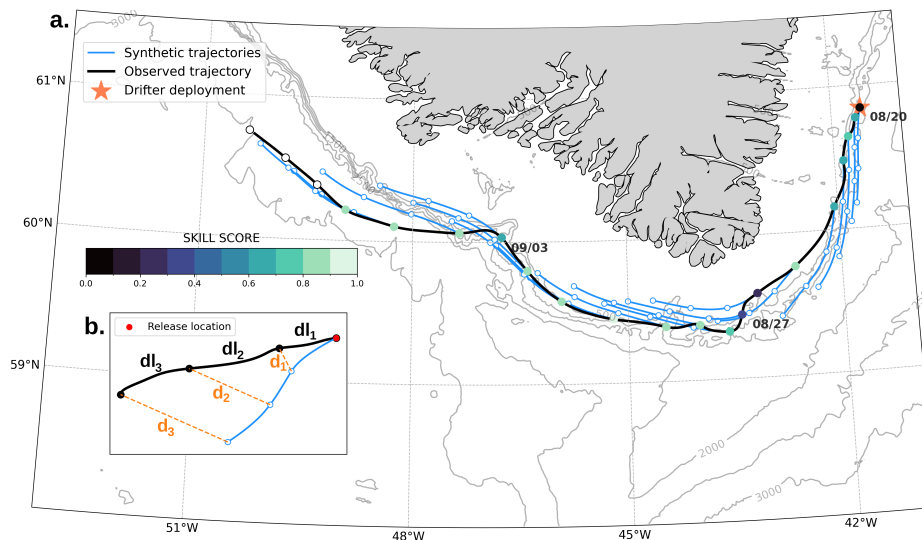 a.
3000
Synthetic trajectories
Observed trajectory
Drifter deployment
61°N
08/20
60°N
SKILL SCORE
0.0 0.2 0.4 0.6 0.8 1.0
09/03
08/27
b.
Release location
dl1
dl2
dl3
d1
d2
d3
59°N
2000
3000
51°W
48°W
45°W
42°W